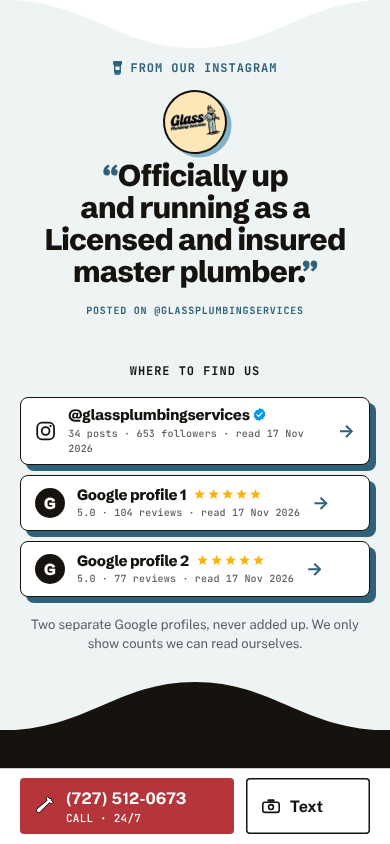 FROM OUR INSTAGRAM
Glass
Plumbing Services
“Officially up
and running as a
Licensed and insured
master plumber.”
POSTED ON @GLASSPLUMBINGSERVICES
WHERE TO FIND US
@glassplumbingservices
34 posts · 653 followers · read 17 Nov
2026
G
Google profile 1 ★★★★★
5.0 · 104 reviews · read 17 Nov 2026
G
Google profile 2 ★★★★★
5.0 · 77 reviews · read 17 Nov 2026
Two separate Google profiles, never added up. We only
show counts we can read ourselves.
(727) 512-0673
CALL · 24/7
Text